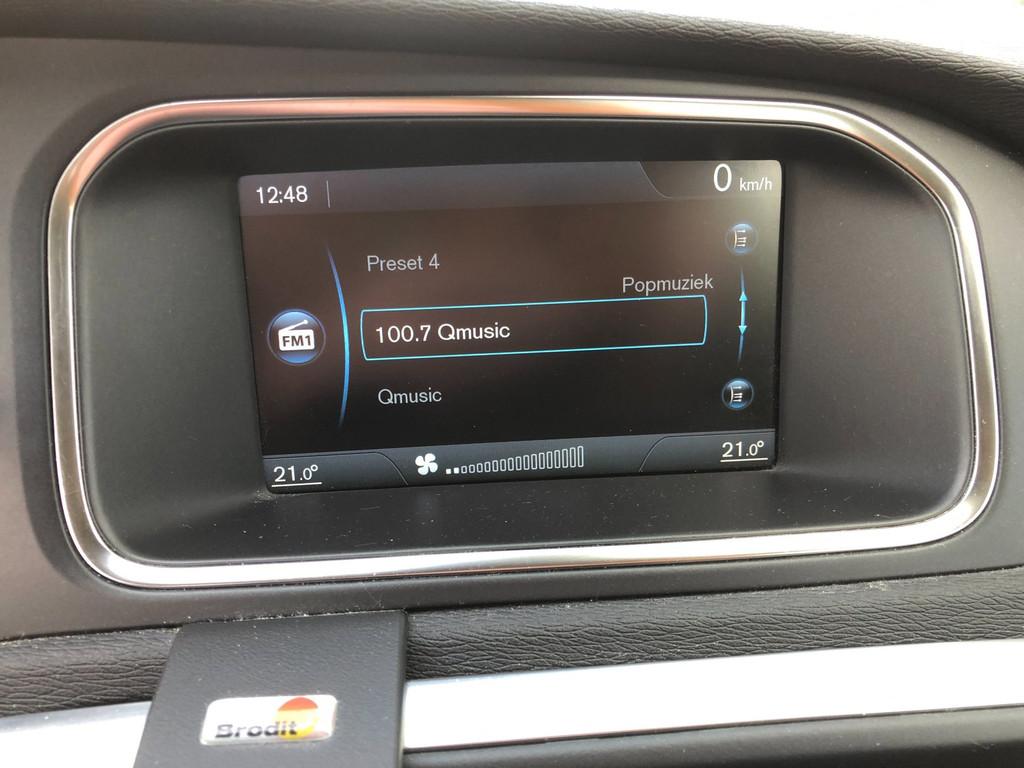 12:48
0 km/h
Preset 4
Popmuziek
FM1
100.7 Qmusic
Qmusic
21.0°
21.0°
Brodit